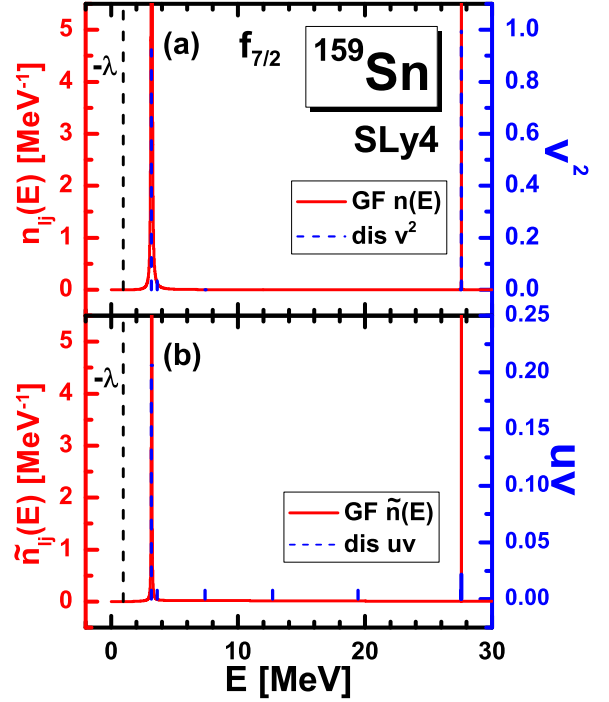 (a) f7/2 159Sn
-λ
SLy4
GF n(E)
dis v2
nlj(E) [MeV-1]
5
4
3
2
1
0
v2
1.0
0.8
0.6
0.4
0.2
0.0
(b)
-λ
GF ñ(E)
dis uv
ñlj(E) [MeV-1]
5
4
3
2
1
0
uv
0.25
0.20
0.15
0.10
0.05
0.00
0 10 20 30
E [MeV]